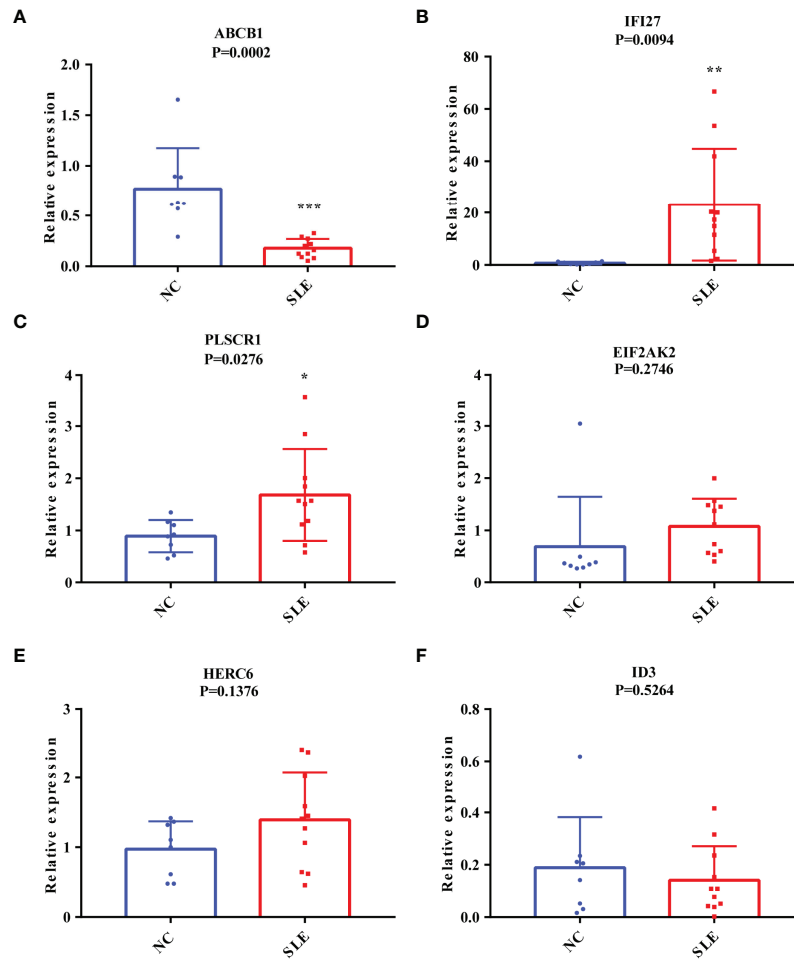 A
ABCB1
P=0.0002
Relative expression
2.0
1.5
1.0
0.5
0.0
***
NC
SLE
B
IFI27
P=0.0094
Relative expression
80
60
40
20
0
**
NC
SLE
C
PLSCR1
P=0.0276
Relative expression
4
3
2
1
0
*
NC
SLE
D
EIF2AK2
P=0.2746
Relative expression
4
3
2
1
0
NC
SLE
E
HERC6
P=0.1376
Relative expression
3
2
1
0
NC
SLE
F
ID3
P=0.5264
Relative expression
0.8
0.6
0.4
0.2
0.0
NC
SLE